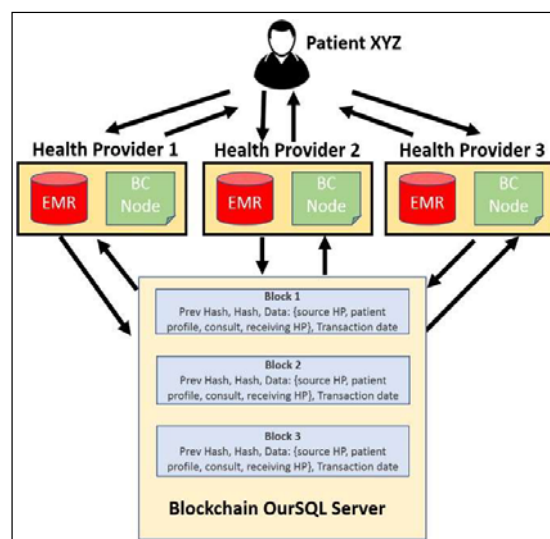 Patient XYZ
Health Provider 1
Health Provider 2
Health Provider 3
EMR
BC
Node
EMR
BC
Node
EMR
BC
Node
Block 1
Prev Hash, Hash, Data: {source HP, patient
profile, consult, receiving HP}, Transaction date
Block 2
Prev Hash, Hash, Data: {source HP, patient
profile, consult, receiving HP}, Transaction date
Block 3
Prev Hash, Hash, Data: {source HP, patient
profile, consult, receiving HP}, Transaction date
Blockchain OurSQL Server